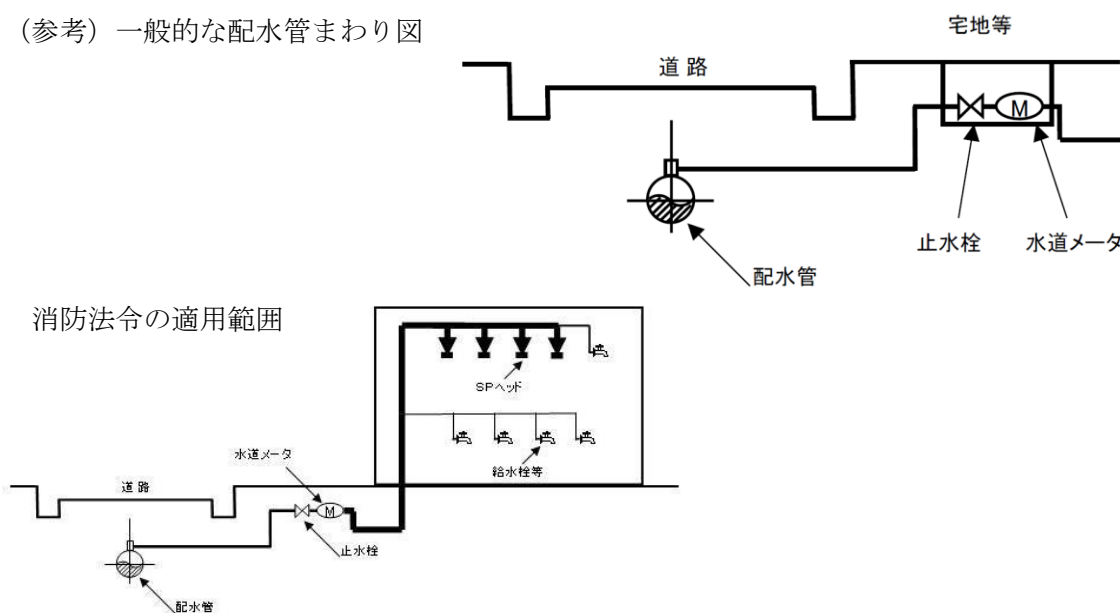 （参考）一般的な配水管まわり図
宅地等
道 路
M
止水栓
水道メータ
配水管
消防法令の適用範囲
SPヘッド
水道メータ
給水栓等
道 路
M
止水栓
配水管